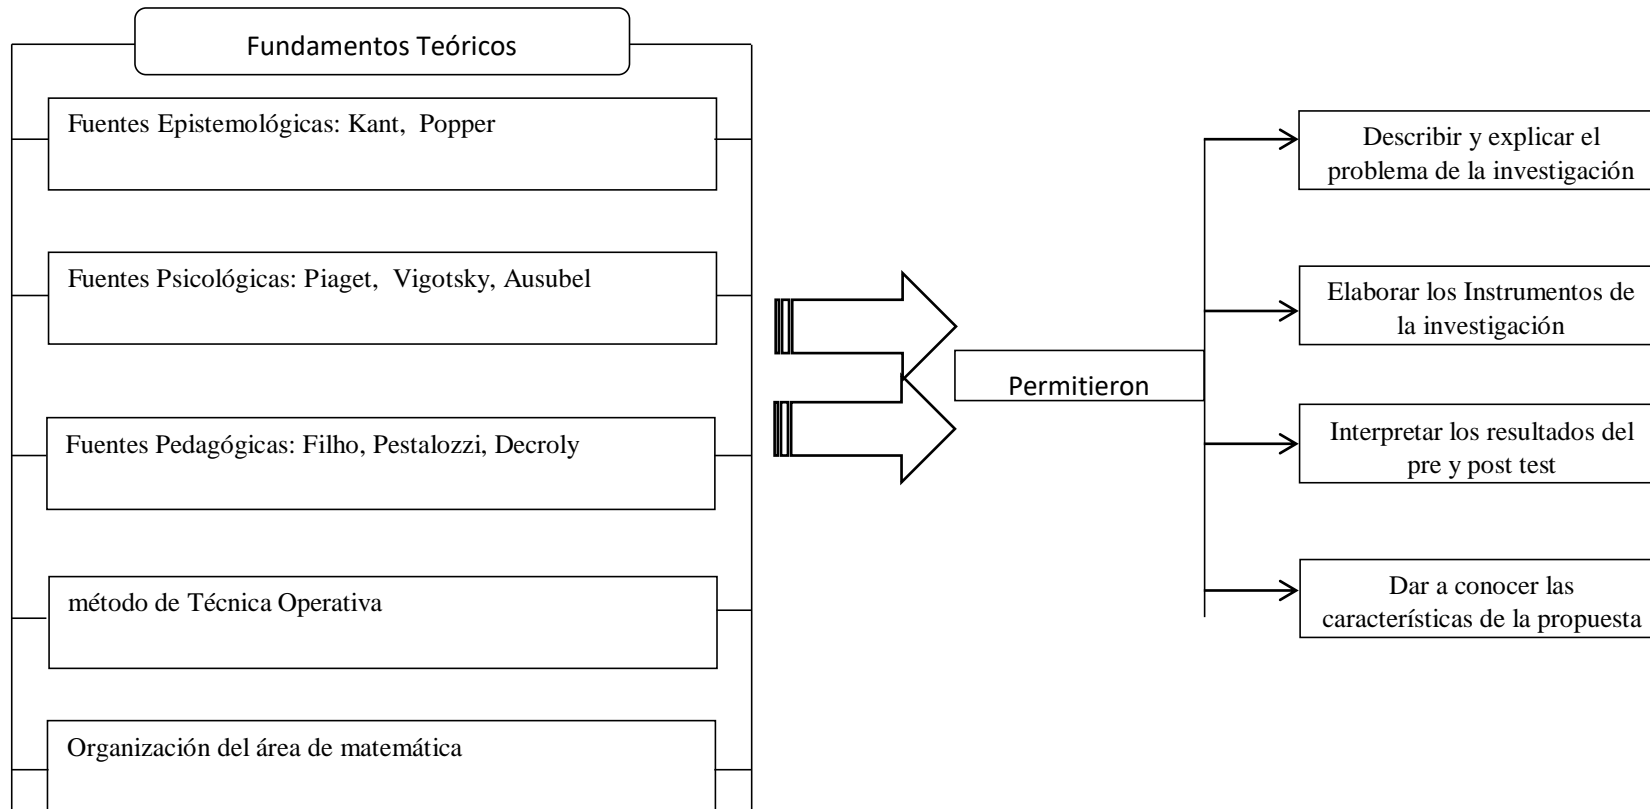 Fundamentos Teóricos
Fuentes Epistemológicas: Kant, Popper
Fuentes Psicológicas: Piaget, Vigotsky, Ausubel
Fuentes Pedagógicas: Filho, Pestalozzi, Decroly
método de Técnica Operativa
Organización del área de matemática
Permitieron
Describir y explicar el
problema de la investigación
Elaborar los Instrumentos de
la investigación
Interpretar los resultados del
pre y post test
Dar a conocer las
características de la propuesta